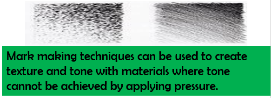 Mark making techniques can be used to create
texture and tone with materials where tone
cannot be achieved by applying pressure.